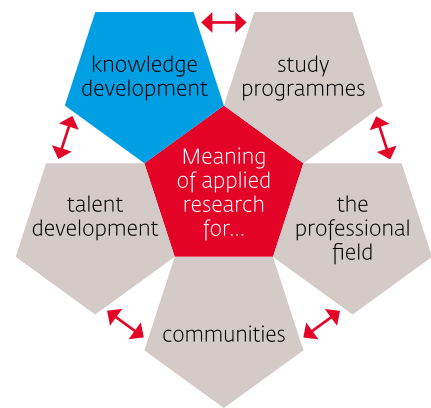 knowledge
development
study
programmes
Meaning
of applied
research
for...
talent
development
the
professional
field
communities